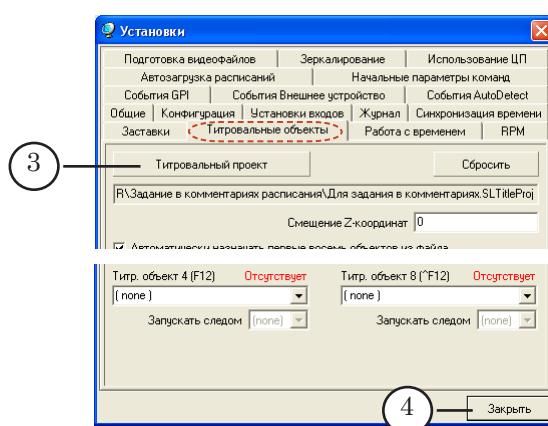 Установки
Подготовка видеофайлов Зеркалирование Использование ЦП
Автозагрузка расписаний Начальные параметры команд
События GPI События Внешнее устройство События AutoDetect
Общие Конфигурация Установки входов Журнал Синхронизация времени
Заставки Титровальные объекты Работа с временем RPM
3 Титровальный проект Сбросить
R\Задание в комментариях расписания\Для задания в комментариях.SLTitleProj
Смещение Z-координат 0
Автоматически назначать первые восемь объектов из файла
Титр. объект 4 (F12) Отсутствует Титр. объект 8 (^F12) Отсутствует
( none ) ( none )
Запускать следом (none) Запускать следом (none)
4 Закрыть